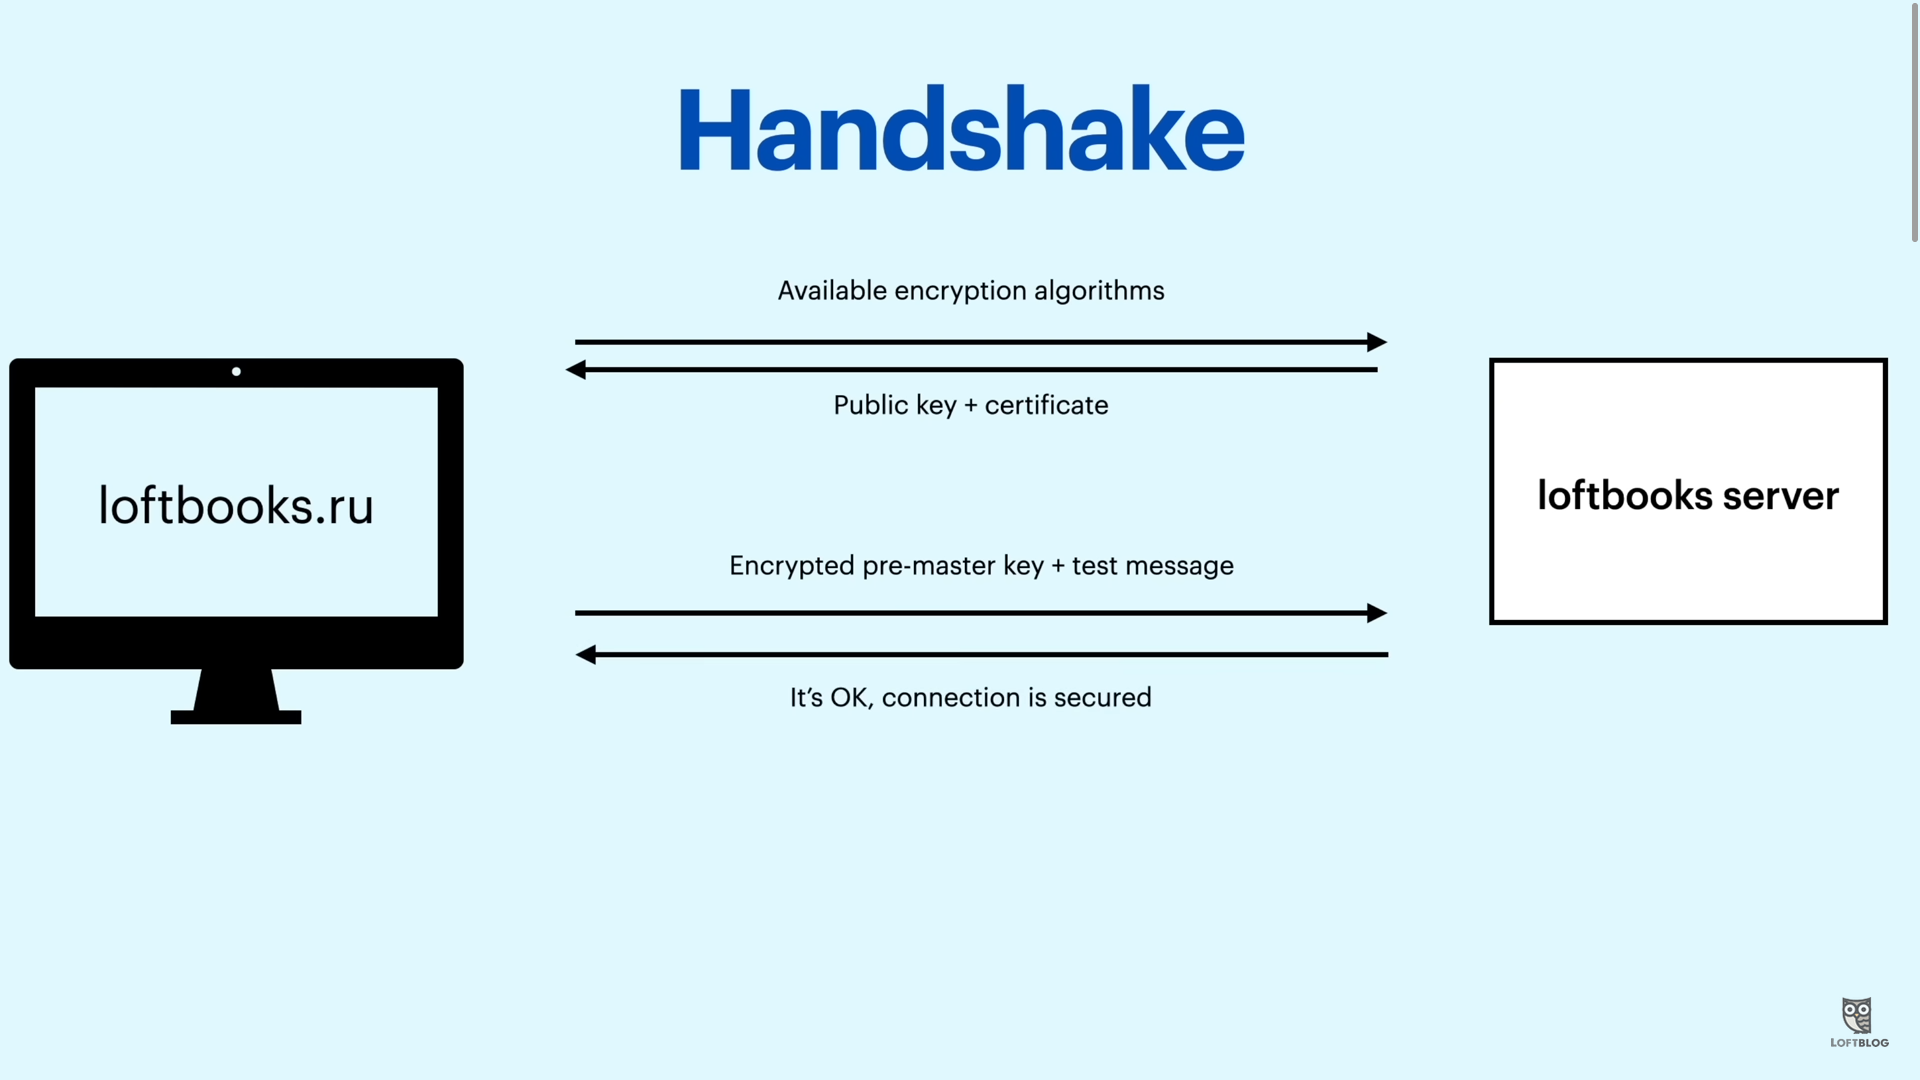 Handshake
Available encryption algorithms
Public key + certificate
loftbooks.ru
loftbooks server
Encrypted pre-master key + test message
It’s OK, connection is secured
LOFTBLOG